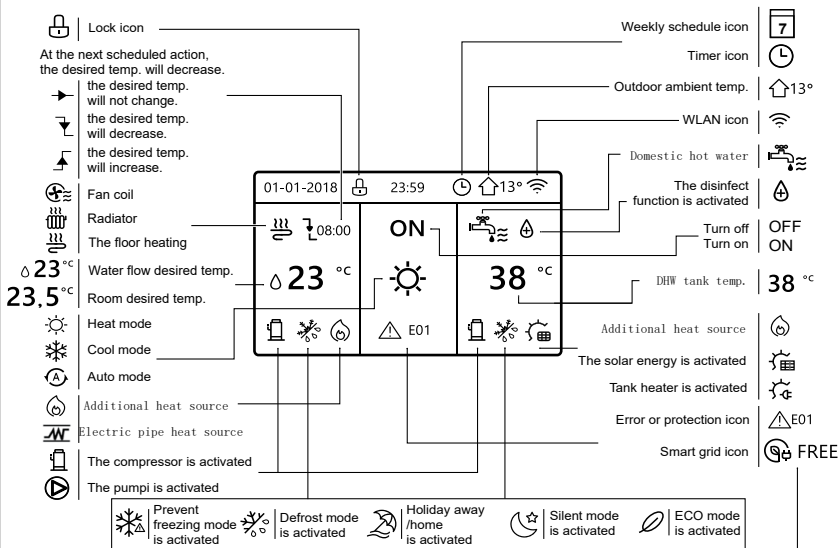 Lock icon
At the next scheduled action,
the desired temp. will decrease.
the desired temp.
will not change.
the desired temp.
will decrease.
the desired temp.
will increase.
Fan coil
Radiator
The floor heating
23°C
Water flow desired temp.
23,5°C
Room desired temp.
Heat mode
Cool mode
A
Auto mode
Additional heat source
Electric pipe heat source
The compressor is activated
The pumpi is activated
01-01-2018
23:59
13°
08:00
ON
23 °C
38 °C
E01
Weekly schedule icon
7
Timer icon
Outdoor ambient temp.
13°
WLAN icon
Domestic hot water
The disinfect
function is activated
Turn off
OFF
Turn on
ON
DHW tank temp.
38 °C
Additional heat source
The solar energy is activated
Tank heater is activated
Error or protection icon
E01
Smart grid icon
FREE
Prevent
freezing mode
is activated
Defrost mode
is activated
Holiday away
/home
is activated
Silent mode
is activated
ECO mode
is activated